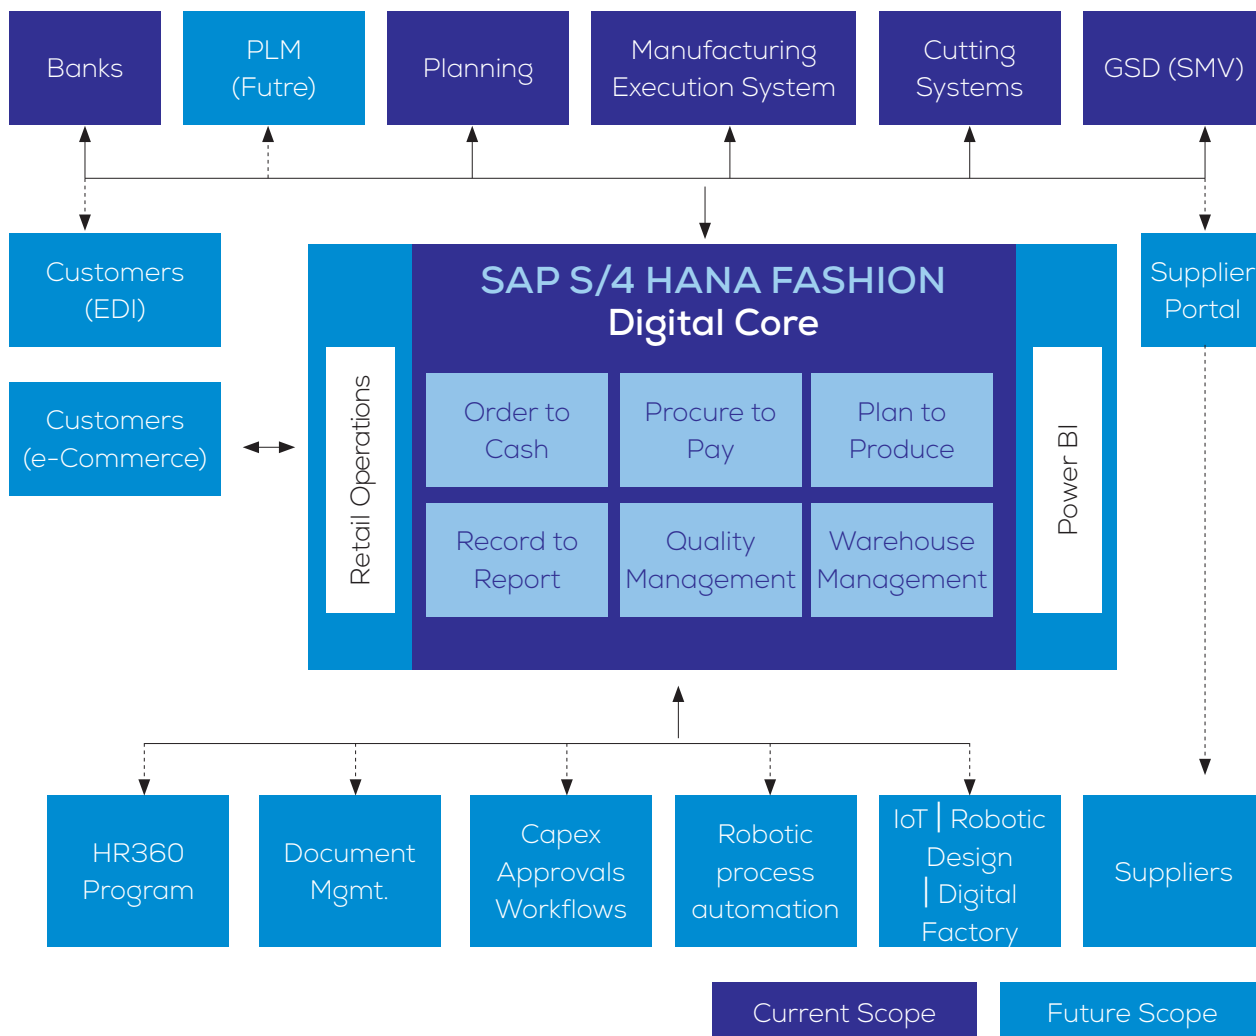 Banks
PLM
(Futre)
Planning
Manufacturing
Execution System
Cutting
Systems
GSD (SMV)
Customers
(EDI)
Supplier
Portal
Customers
(e-Commerce)
SAP S/4 HANA FASHION
Digital Core
Retail Operations
Order to
Cash
Procure to
Pay
Plan to
Produce
Record to
Report
Quality
Management
Warehouse
Management
Power BI
HR360
Program
Document
Mgmt.
Capex
Approvals
Workflows
Robotic
process
automation
IoT | Robotic
Design
| Digital
Factory
Suppliers
Current Scope
Future Scope